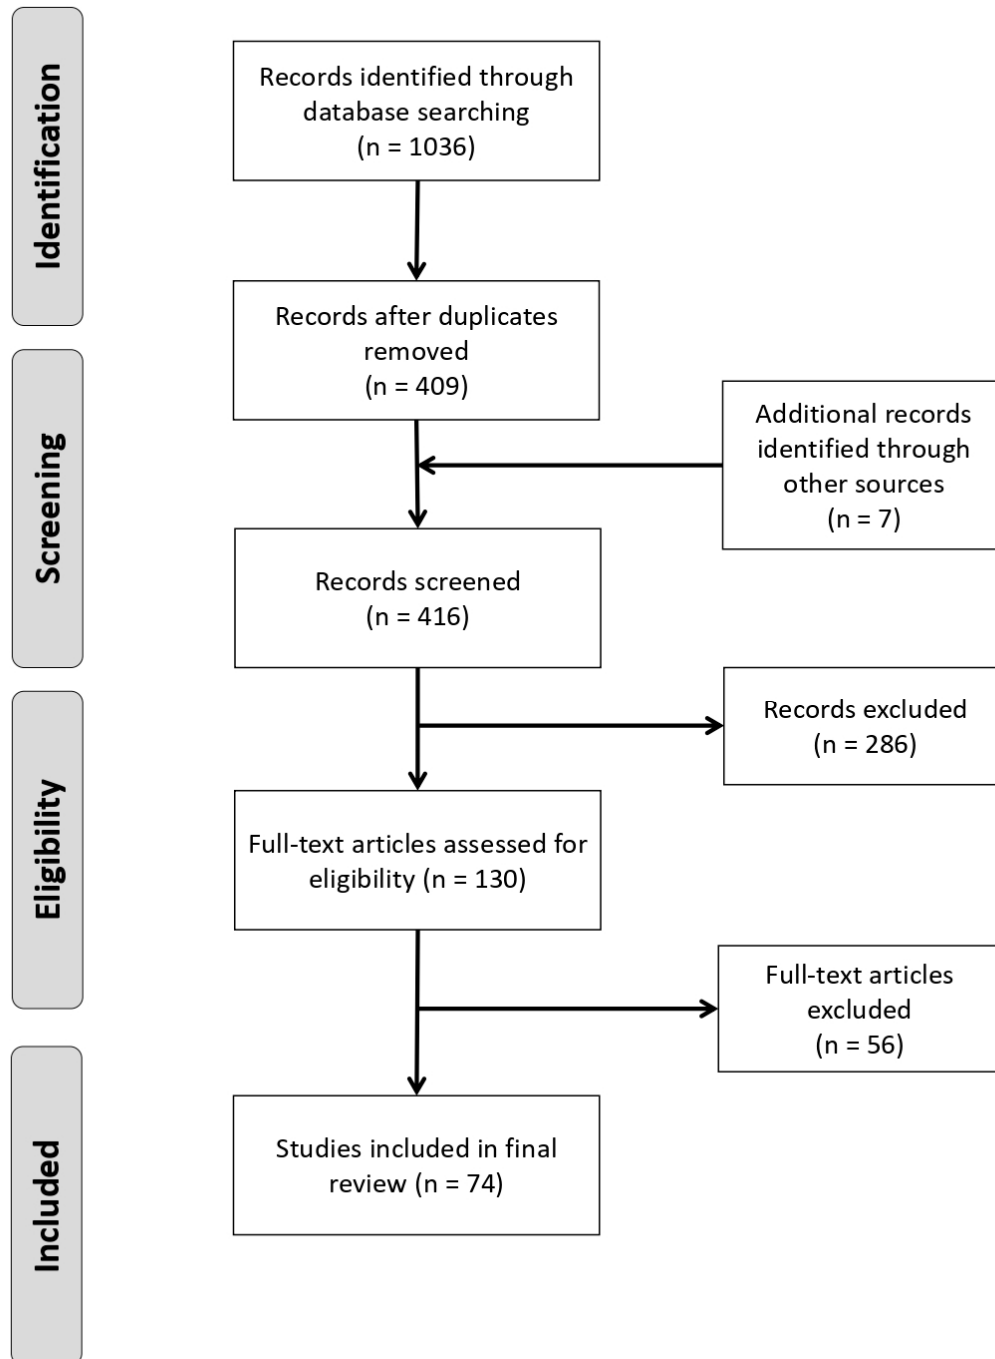 Identification
Records identified through
database searching
(n = 1036)
Records after duplicates
removed
(n = 409)
Screening
Additional records
identified through
other sources
(n = 7)
Records screened
(n = 416)
Eligibility
Records excluded
(n = 286)
Full-text articles assessed for
eligibility (n = 130)
Full-text articles
excluded
(n = 56)
Included
Studies included in final
review (n = 74)